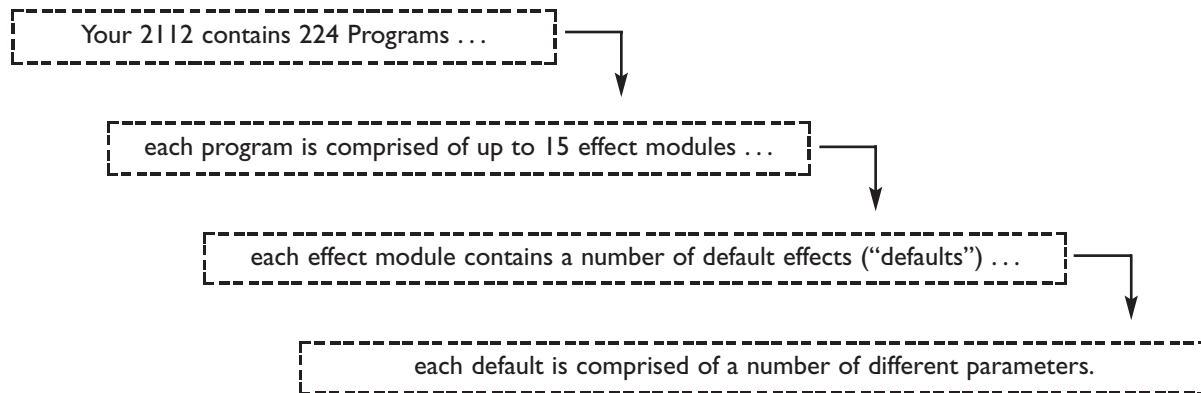 Your 2112 contains 224 Programs . . .
each program is comprised of up to 15 effect modules . . .
each effect module contains a number of default effects (“defaults”) . . .
each default is comprised of a number of different parameters.